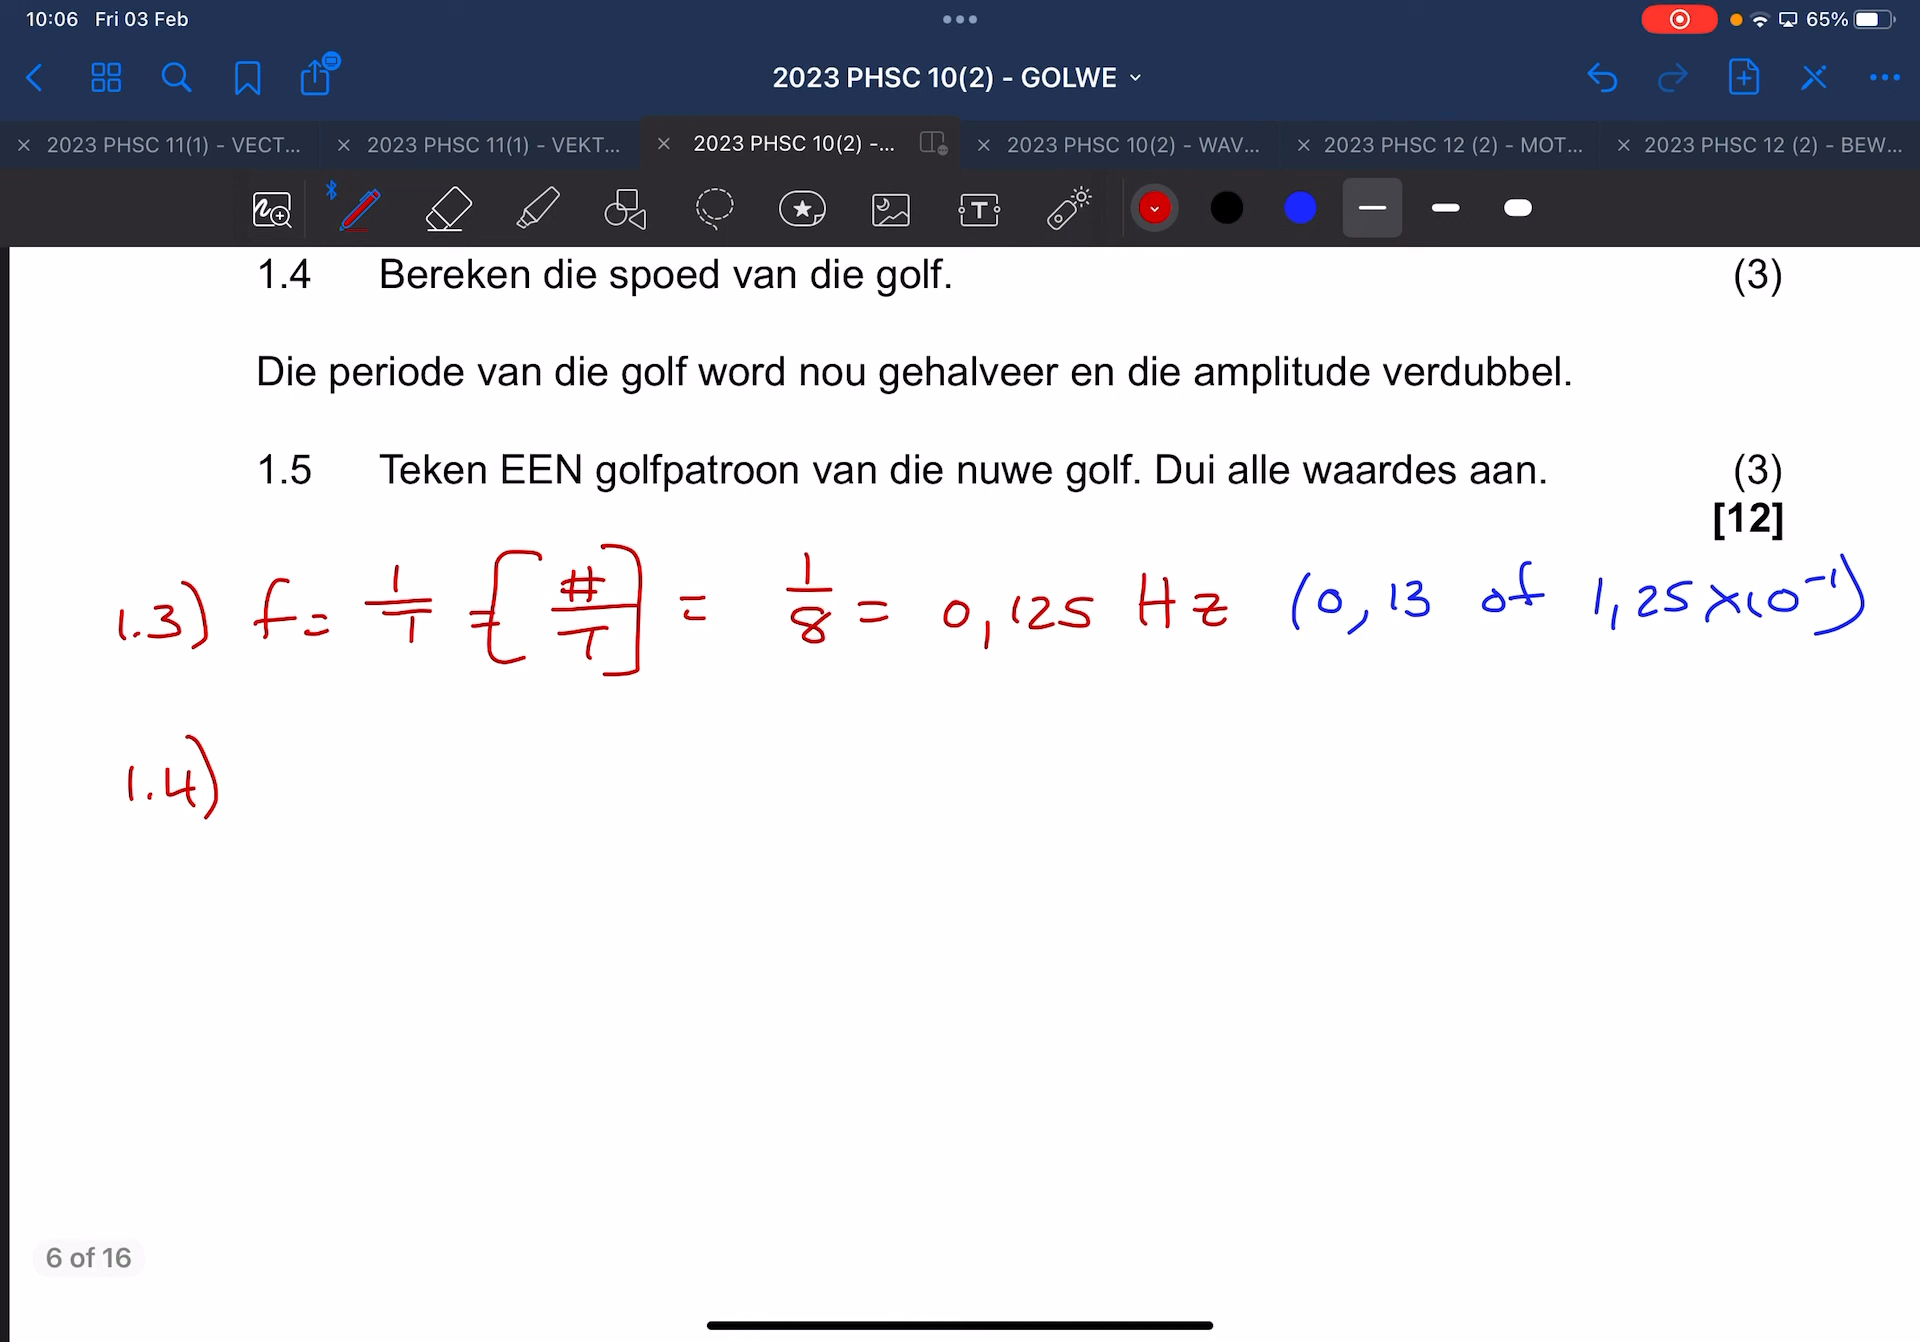 10:06 Fri 03 Feb
65%
2023 PHSC 10(2) - GOLWE
2023 PHSC 11(1) - VECT... 2023 PHSC 11(1) - VEKT... 2023 PHSC 10(2) -... 2023 PHSC 10(2) - WAV... 2023 PHSC 12 (2) - MOT... 2023 PHSC 12 (2) - BEW...
1.4 Bereken die spoed van die golf. (3)
Die periode van die golf word nou gehalveer en die amplitude verdubbel.
1.5 Teken EEN golfpatroon van die nuwe golf. Dui alle waardes aan. (3)
[12]
1.3) f = 1/T = [#/T] = 1/8 = 0,125 Hz (0,13 of 1,25×10⁻¹)
1.4)
6 of 16